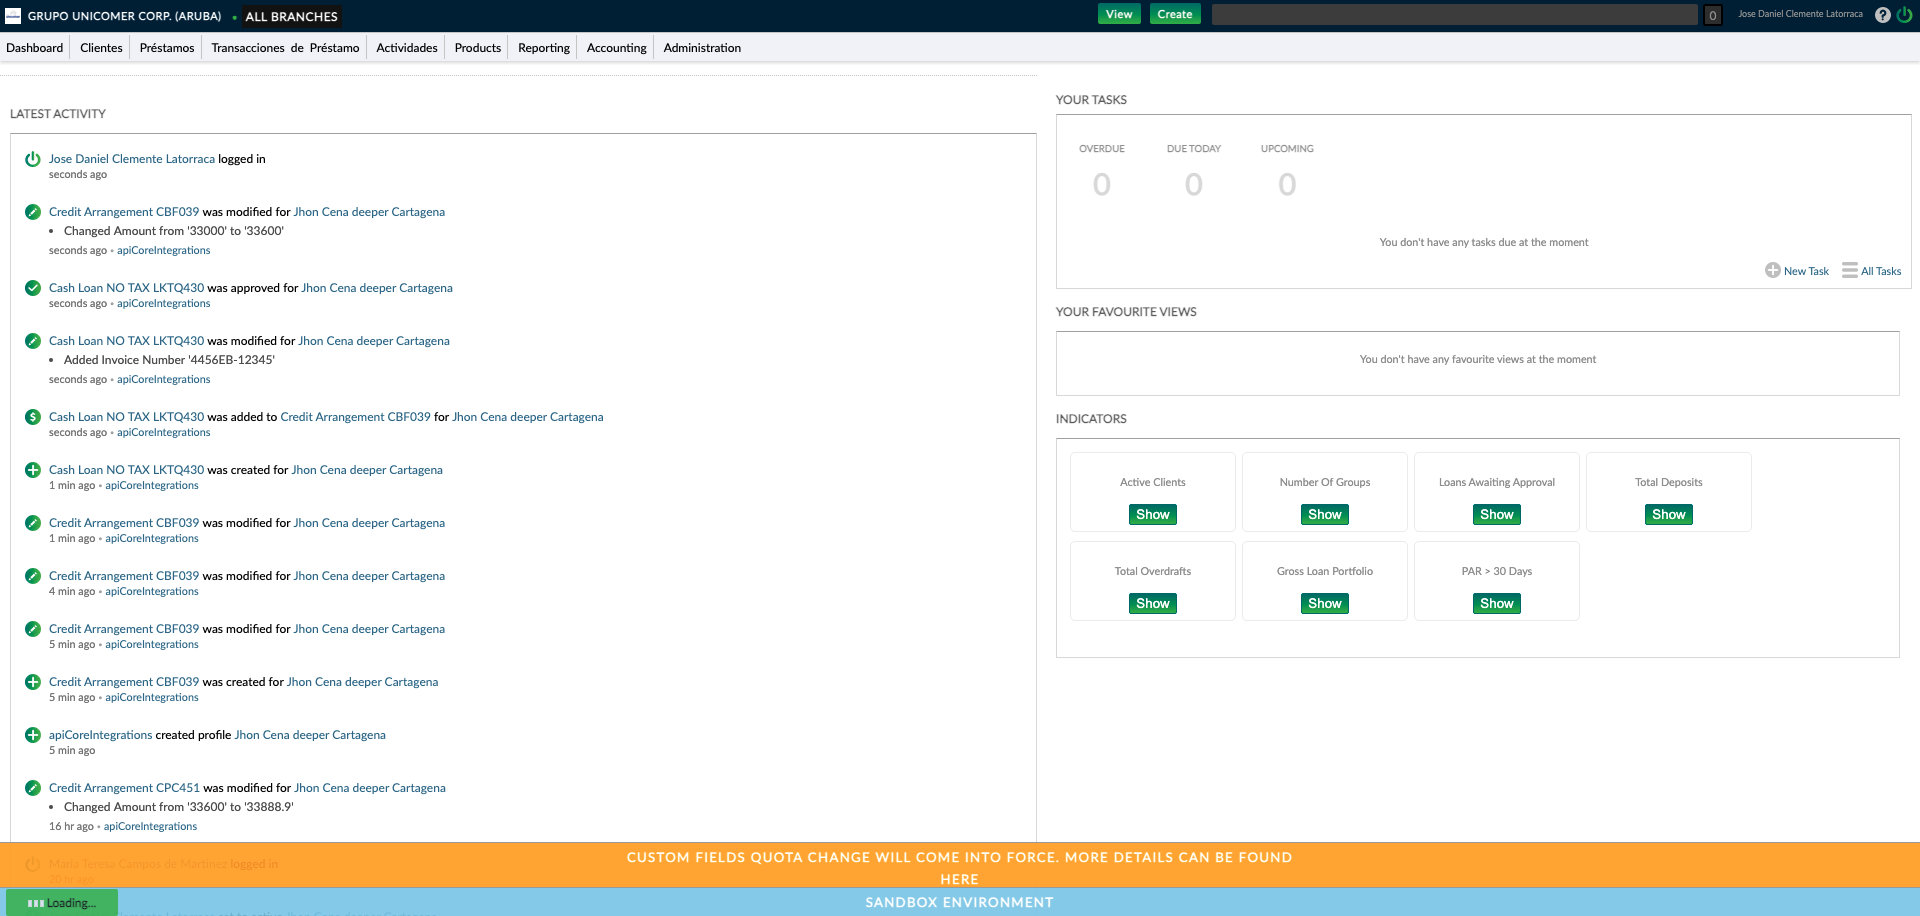 GRUPO UNICOMER CORP. (ARUBA) • ALL BRANCHES View Create 0 Jose Daniel Clemente Latorraca ?
Dashboard Clientes Préstamos Transacciones de Préstamo Actividades Products Reporting Accounting Administration
LATEST ACTIVITY
Jose Daniel Clemente Latorraca logged in
seconds ago
Credit Arrangement CBF039 was modified for Jhon Cena deeper Cartagena
• Changed Amount from '33000' to '33600'
seconds ago • apiCoreIntegrations
Cash Loan NO TAX LKTQ430 was approved for Jhon Cena deeper Cartagena
seconds ago • apiCoreIntegrations
Cash Loan NO TAX LKTQ430 was modified for Jhon Cena deeper Cartagena
• Added Invoice Number '4456EB-12345'
seconds ago • apiCoreIntegrations
Cash Loan NO TAX LKTQ430 was added to Credit Arrangement CBF039 for Jhon Cena deeper Cartagena
seconds ago • apiCoreIntegrations
Cash Loan NO TAX LKTQ430 was created for Jhon Cena deeper Cartagena
1 min ago • apiCoreIntegrations
Credit Arrangement CBF039 was modified for Jhon Cena deeper Cartagena
1 min ago • apiCoreIntegrations
Credit Arrangement CBF039 was modified for Jhon Cena deeper Cartagena
4 min ago • apiCoreIntegrations
Credit Arrangement CBF039 was modified for Jhon Cena deeper Cartagena
5 min ago • apiCoreIntegrations
Credit Arrangement CBF039 was created for Jhon Cena deeper Cartagena
5 min ago • apiCoreIntegrations
apiCoreIntegrations created profile Jhon Cena deeper Cartagena
5 min ago
Credit Arrangement CPC451 was modified for Jhon Cena deeper Cartagena
• Changed Amount from '33600' to '33888.9'
16 hr ago • apiCoreIntegrations
Maria Teresa Campos de Martinez logged in
20 hr ago
YOUR TASKS
OVERDUE DUE TODAY UPCOMING
0 0 0
You don't have any tasks due at the moment
New Task All Tasks
YOUR FAVOURITE VIEWS
You don't have any favourite views at the moment
INDICATORS
Active Clients Number Of Groups Loans Awaiting Approval Total Deposits
Show Show Show Show
Total Overdrafts Gross Loan Portfolio PAR > 30 Days
Show Show Show
CUSTOM FIELDS QUOTA CHANGE WILL COME INTO FORCE. MORE DETAILS CAN BE FOUND
HERE
Loading...
SANDBOX ENVIRONMENT